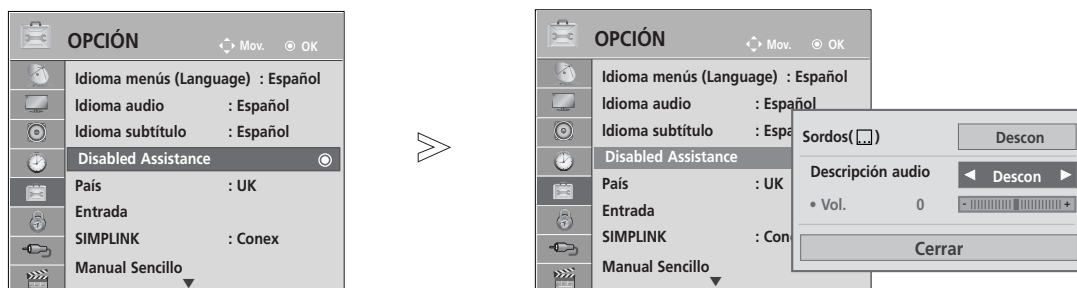 OPCIÓN
Mov. OK
Idioma menús (Language) : Español
Idioma audio : Español
Idioma subtítulo : Español
Disabled Assistance
País : UK
Entrada
SIMPLINK : Conex
Manual Sencillo
OPCIÓN
Mov. OK
Idioma menús (Language) : Español
Idioma audio : Español
Idioma subtítulo : Espa
Disabled Assistance
País : UK
Entrada
SIMPLINK : Con
Manual Sencillo
Sordos( ) Descon
Descripción audio ◄ Descon ►
• Vol. 0 - +
Cerrar